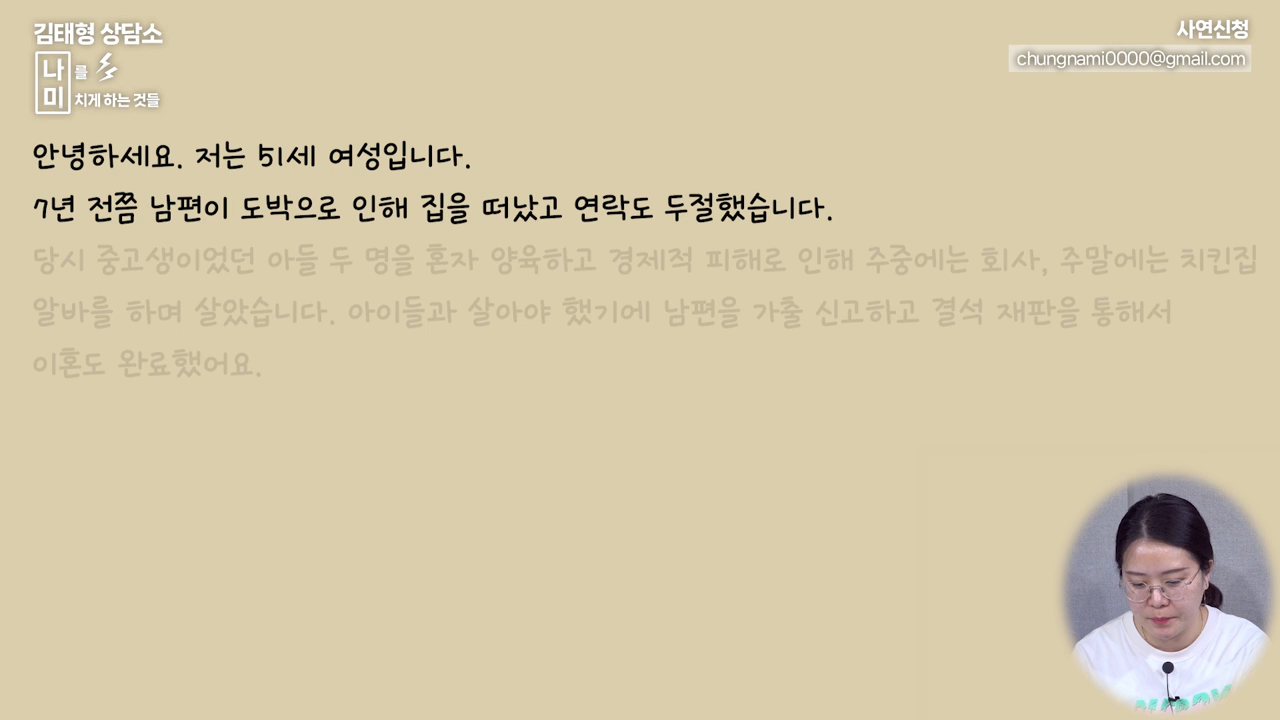 김태형 상담소
나를
미치게 하는 것들
사연신청
chungnami0000@gmail.com
안녕하세요. 저는 51세 여성입니다.
7년 전쯤 남편이 도박으로 인해 집을 떠났고 연락도 두절했습니다.
당시 중고생이었던 아들 두 명을 혼자 양육하고 경제적 피해로 인해 주중에는 회사, 주말에는 치킨집
알바를 하며 살았습니다. 아이들과 살아야 했기에 남편을 가출 신고하고 결석 재판을 통해서
이혼도 완료했어요.